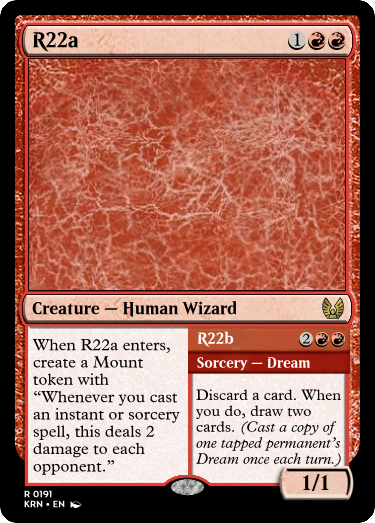 R22a 1
Creature — Human Wizard
When R22a enters,
create a Mount
token with
“Whenever you cast
an instant or sorcery
spell, this deals 2
damage to each
opponent.”
R22b 2
Sorcery — Dream
Discard a card. When
you do, draw two
cards. (Cast a copy of
one tapped permanent’s
Dream once each turn.)
1/1
R 0191
KRN • EN